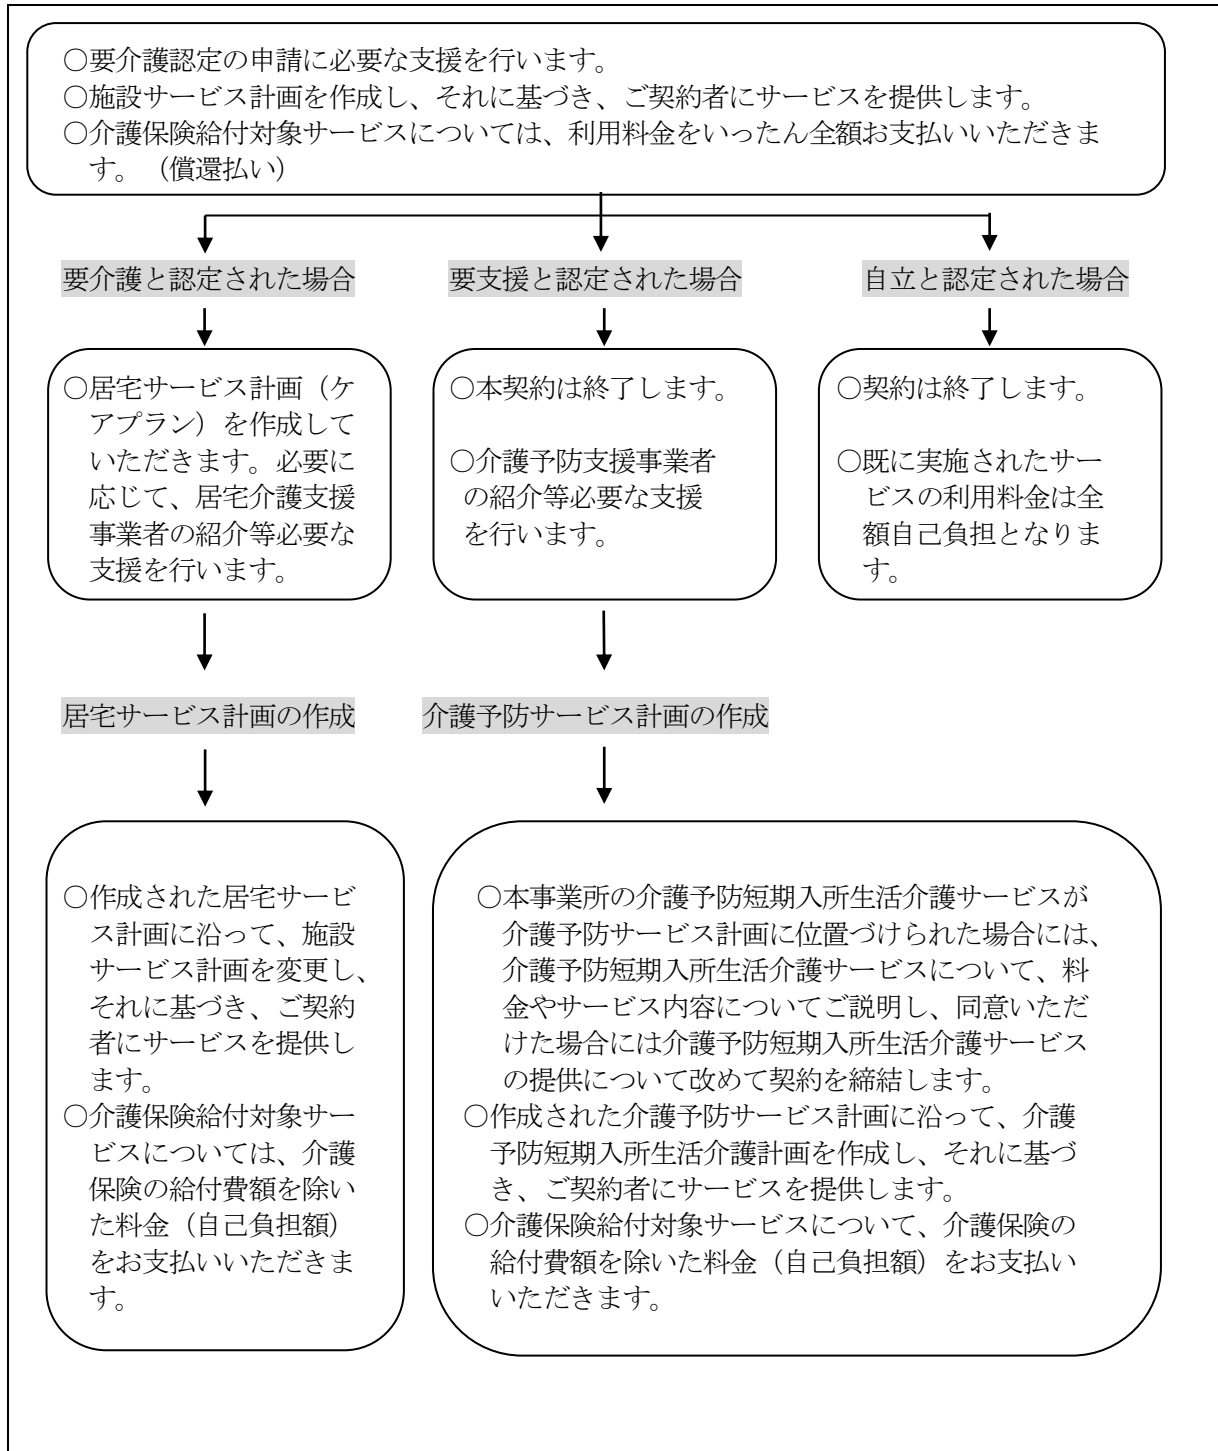 ○要介護認定の申請に必要な支援を行います。
○施設サービス計画を作成し、それに基づき、ご契約者にサービスを提供します。
○介護保険給付対象サービスについては、利用料金をいったん全額お支払いいただきま
す。（償還払い）
要介護と認定された場合
要支援と認定された場合
自立と認定された場合
○居宅サービス計画（ケ
アプラン）を作成して
いただきます。必要に
応じて、居宅介護支援
事業者の紹介等必要な
支援を行います。
○本契約は終了します。
○介護予防支援事業者
の紹介等必要な支援
を行います。
○契約は終了します。
○既に実施されたサー
ビスの利用料金は全
額自己負担となりま
す。
居宅サービス計画の作成
介護予防サービス計画の作成
○作成された居宅サービ
ス計画に沿って、施設
サービス計画を変更し、
それに基づき、ご契約
者にサービスを提供し
ます。
○介護保険給付対象サー
ビスについては、介護
保険の給付費額を除い
た料金（自己負担額）
をお支払いいただきま
す。
○本事業所の介護予防短期入所生活介護サービスが
介護予防サービス計画に位置づけられた場合には、
介護予防短期入所生活介護サービスについて、料
金やサービス内容についてご説明し、同意いただ
けた場合には介護予防短期入所生活介護サービス
の提供について改めて契約を締結します。
○作成された介護予防サービス計画に沿って、介護
予防短期入所生活介護計画を作成し、それに基づ
き、ご契約者にサービスを提供します。
○介護保険給付対象サービスについて、介護保険の
給付費額を除いた料金（自己負担額）をお支払い
いただきます。